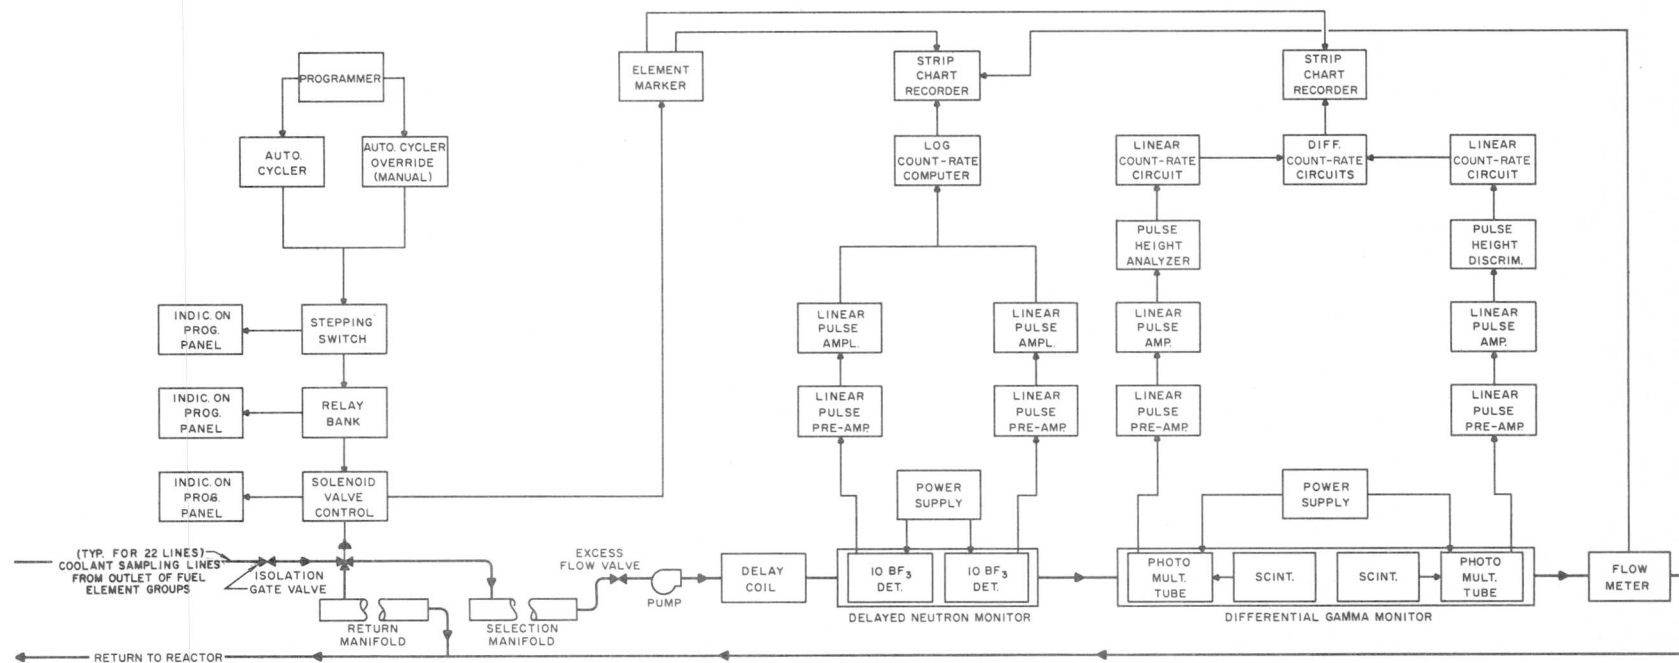 PROGRAMMER
AUTO.
CYCLER
AUTO. CYCLER
OVERRIDE
(MANUAL)
ELEMENT
MARKER
STRIP
CHART
RECORDER
STRIP
CHART
RECORDER
LOG
COUNT-RATE
COMPUTER
LINEAR
COUNT-RATE
CIRCUIT
DIFF.
COUNT-RATE
CIRCUITS
LINEAR
COUNT-RATE
CIRCUIT
PULSE
HEIGHT
ANALYZER
PULSE
HEIGHT
DISCRIM.
INDIC. ON
PROG.
PANEL
STEPPING
SWITCH
LINEAR
PULSE
AMPL.
LINEAR
PULSE
AMPL.
LINEAR
PULSE
AMP.
LINEAR
PULSE
AMP.
INDIC. ON
PROG.
PANEL
RELAY
BANK
LINEAR
PULSE
PRE-AMP.
LINEAR
PULSE
PRE-AMP.
LINEAR
PULSE
PRE-AMP.
LINEAR
PULSE
PRE-AMP.
INDIC. ON
PROG.
PANEL
SOLENOID
VALVE
CONTROL
POWER
SUPPLY
POWER
SUPPLY
(TYP. FOR 22 LINES)
COOLANT SAMPLING LINES
FROM OUTLET OF FUEL
ELEMENT GROUPS
ISOLATION
GATE VALVE
RETURN
MANIFOLD
SELECTION
MANIFOLD
EXCESS
FLOW VALVE
PUMP
DELAY
COIL
10 BF3
DET.
10 BF3
DET.
DELAYED NEUTRON MONITOR
PHOTO
MULT.
TUBE
SCINT.
SCINT.
PHOTO
MULT.
TUBE
DIFFERENTIAL GAMMA MONITOR
FLOW
METER
RETURN TO REACTOR